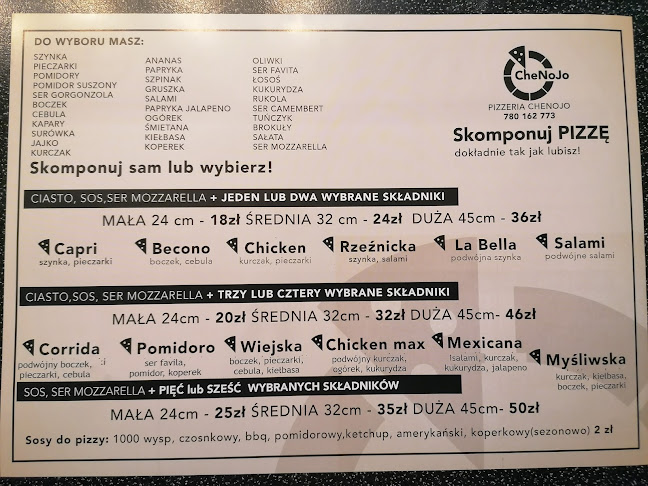 DO WYBORU MASZ:
SZYNKA
PIECZARKI
POMIDORY
POMIDOR SUSZONY
SER GORGONZOLA
BOCZEK
CEBULA
KAPARY
SURÓWKA
JAJKO
KURCZAK
ANANAS
PAPRYKA
SZPINAK
GRUSZKA
SALAMI
PAPRYKA JALAPENO
OGÓREK
ŚMIETANA
KIEŁBASA
KOPEREK
OLIWKI
SER FAVITA
ŁOSOŚ
KUKURYDZA
RUKOLA
SER CAMEMBERT
TUŃCZYK
BROKUŁY
SAŁATA
SER MOZZARELLA
CheNoJo
PIZZERIA CHENOJO
780 162 773
Skomponuj PIZZĘ
dokładnie tak jak lubisz!
Skomponuj sam lub wybierz!
CIASTO, SOS,SER MOZZARELLA + JEDEN LUB DWA WYBRANE SKŁADNIKI
MAŁA 24 cm - 18zł ŚREDNIA 32 cm - 24zł DUŻA 45cm - 36zł
Capri
szynka, pieczarki
Becono
boczek, cebula
Chicken
kurczak, pieczarki
Rzeźnicka
szynka, salami
La Bella
podwójna szynka
Salami
podwójne salami
CIASTO,SOS, SER MOZZARELLA + TRZY LUB CZTERY WYBRANE SKŁADNIKI
MAŁA 24cm - 20zł ŚREDNIA 32cm - 32zł DUŻA 45cm - 46zł
Corrida
podwójny boczek,
pieczarki, cebula
Pomidoro
ser favila,
pomidor, koperek
Wiejska
boczek, pieczarki,
cebula, kiełbasa
Chicken max
podwójny kurczak,
ogórek, kukurydza
Mexicana
lsalami, kurczak,
kukurydza, jalapeno
Myśliwska
kurczak, kiełbasa,
boczek, pieczarki
SOS, SER MOZZARELLA + PIĘĆ lub SZEŚĆ WYBRANYCH SKŁADNIKÓW
MAŁA 24cm - 25zł ŚREDNIA 32cm - 35zł DUŻA 45cm- 50zł
Sosy do pizzy: 1000 wysp, czosnkowy, bbq, pomidorowy,ketchup, amerykański, koperkowy(sezonowo) 2 zł